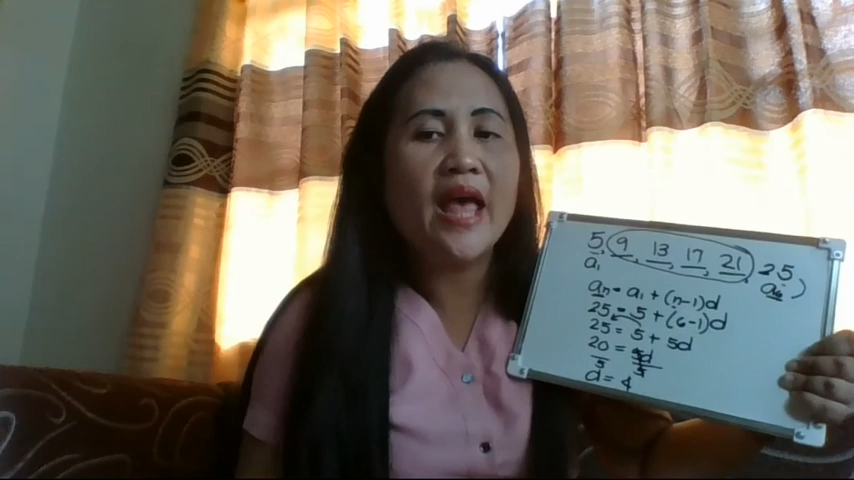 5, 9, 13, 17, 21, 25
a₁ a₆
aₙ = a₁ + (n-1)d
25 = 5 + (6-1)d
25 = 5 + 5d
20 = 5d
5 5
d = 4